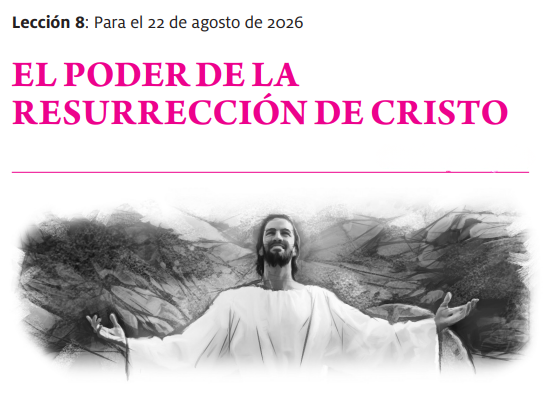 Lección 8: Para el 22 de agosto de 2026
EL PODER DE LA
RESURRECCIÓN DE CRISTO